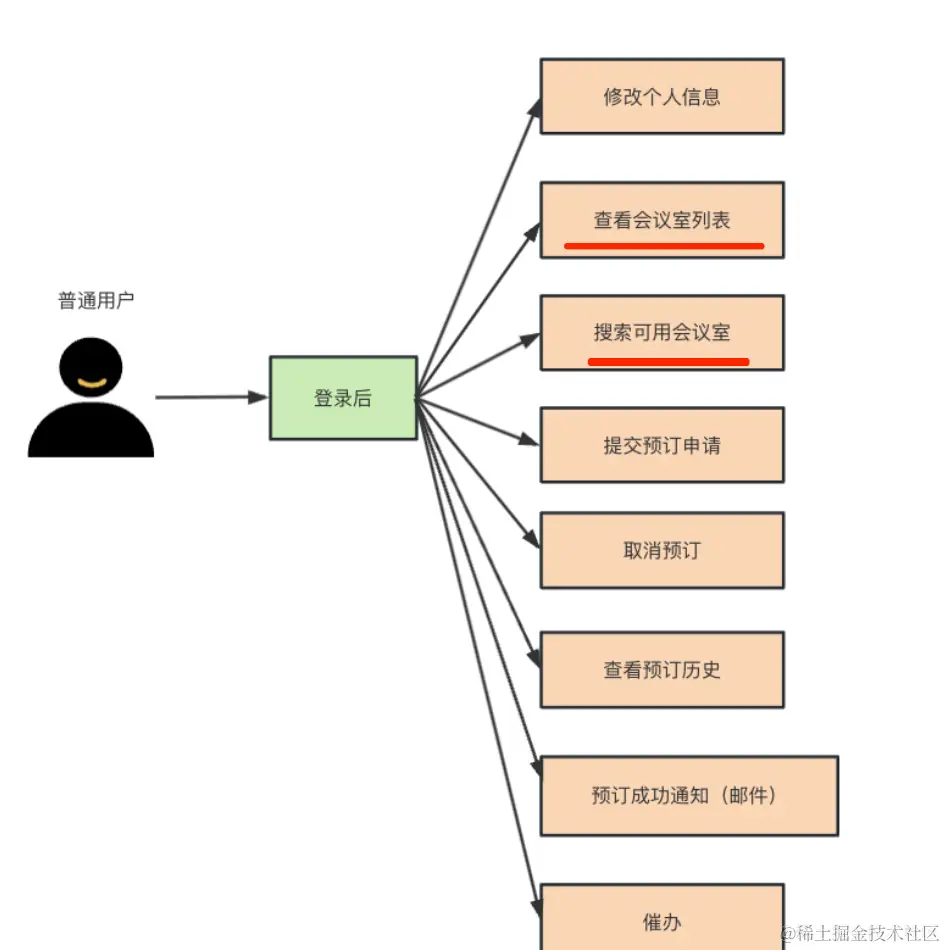 修改个人信息
查看会议室列表
普通用户
搜索可用会议室
登录后
提交预订申请
取消预订
查看预订历史
预订成功通知（邮件）
催办
@稀土掘金技术社区